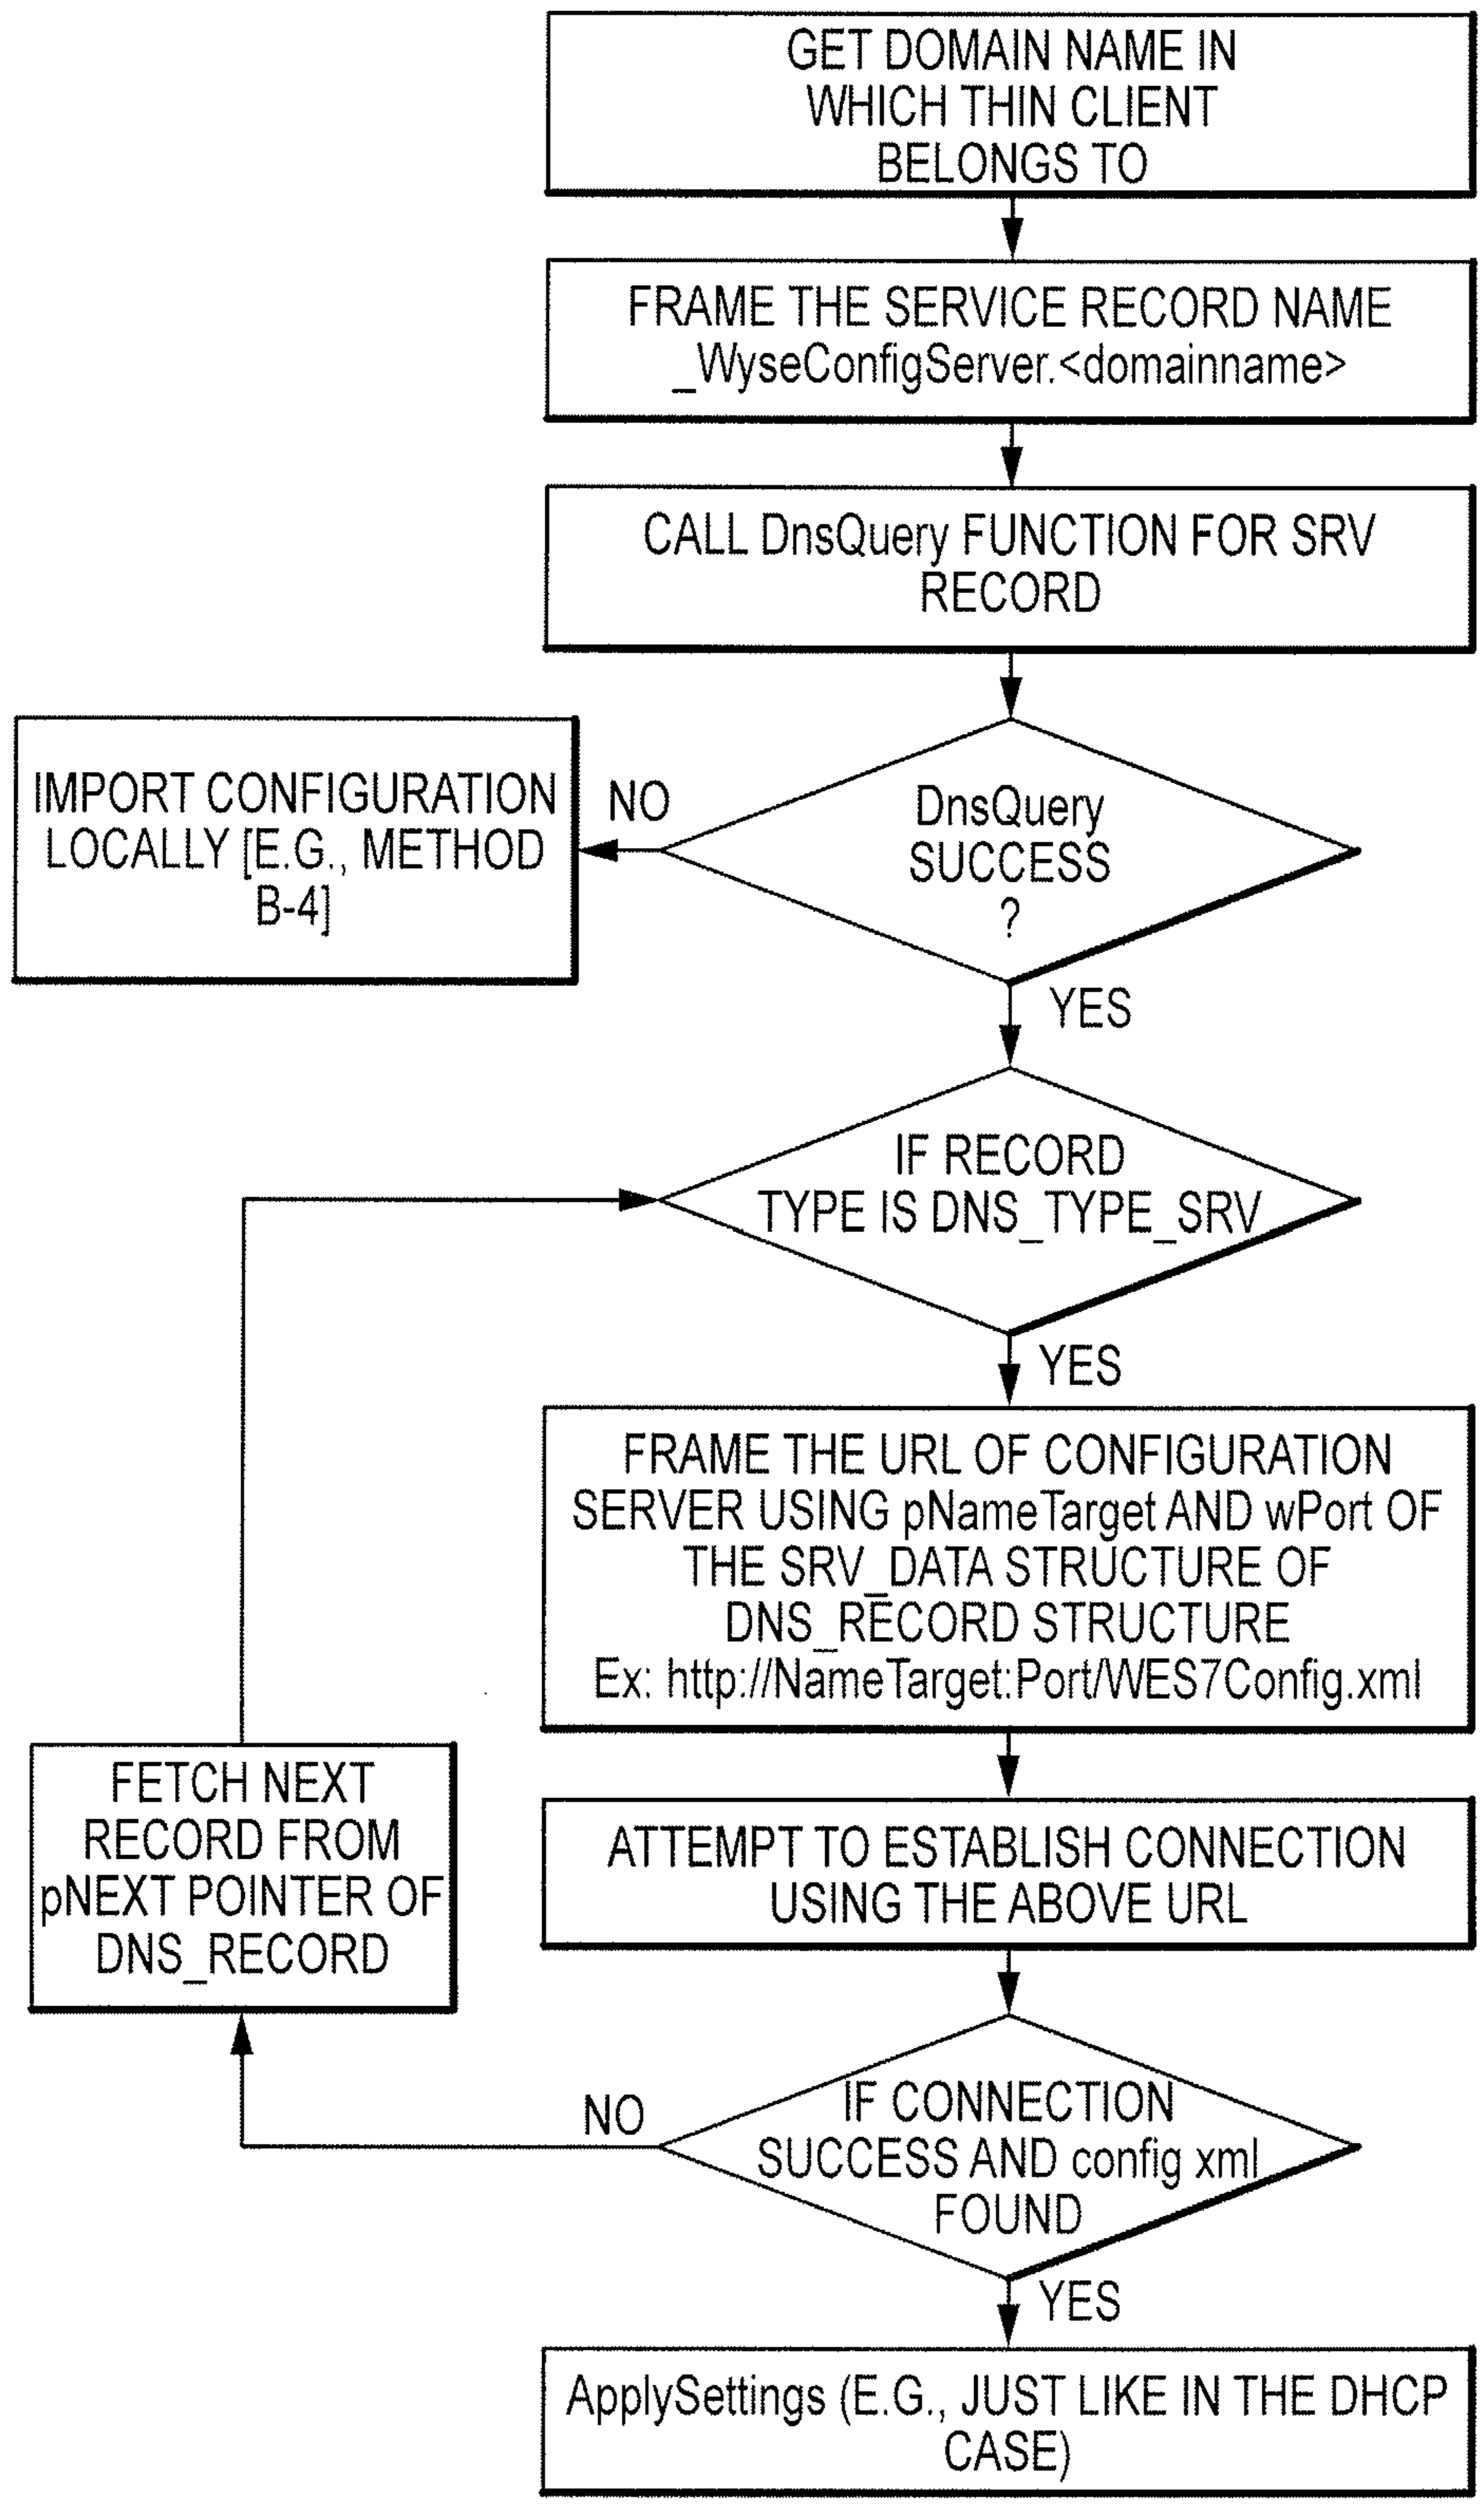 GET DOMAIN NAME IN
WHICH THIN CLIENT
BELONGS TO
FRAME THE SERVICE RECORD NAME
_WyseConfigServer.<domainname>
CALL DnsQuery FUNCTION FOR SRV
RECORD
IMPORT CONFIGURATION
LOCALLY [E.G., METHOD
B-4]
NO
DnsQuery
SUCCESS
?
YES
IF RECORD
TYPE IS DNS_TYPE_SRV
YES
FRAME THE URL OF CONFIGURATION
SERVER USING pNameTarget AND wPort OF
THE SRV_DATA STRUCTURE OF
DNS_RECORD STRUCTURE
Ex: http://NameTarget:Port/WES7Config.xml
FETCH NEXT
RECORD FROM
pNEXT POINTER OF
DNS_RECORD
ATTEMPT TO ESTABLISH CONNECTION
USING THE ABOVE URL
NO
IF CONNECTION
SUCCESS AND config xml
FOUND
YES
ApplySettings (E.G., JUST LIKE IN THE DHCP
CASE)